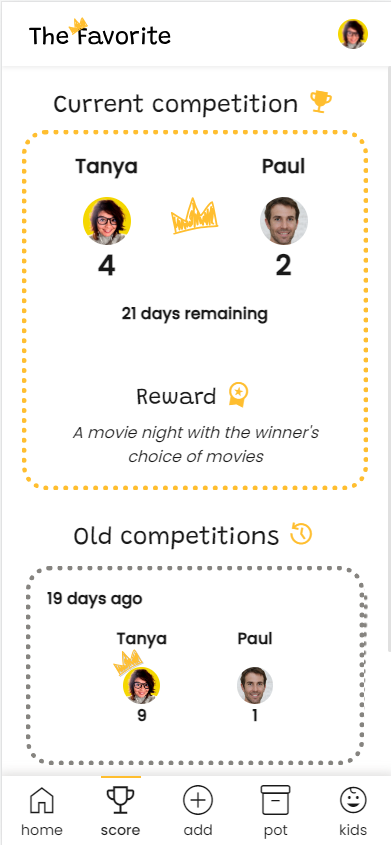 The Favorite
Current competition
Tanya Paul
4 2
21 days remaining
Reward
A movie night with the winner's
choice of movies
Old competitions
19 days ago
Tanya Paul
9 1
home score add pot kids